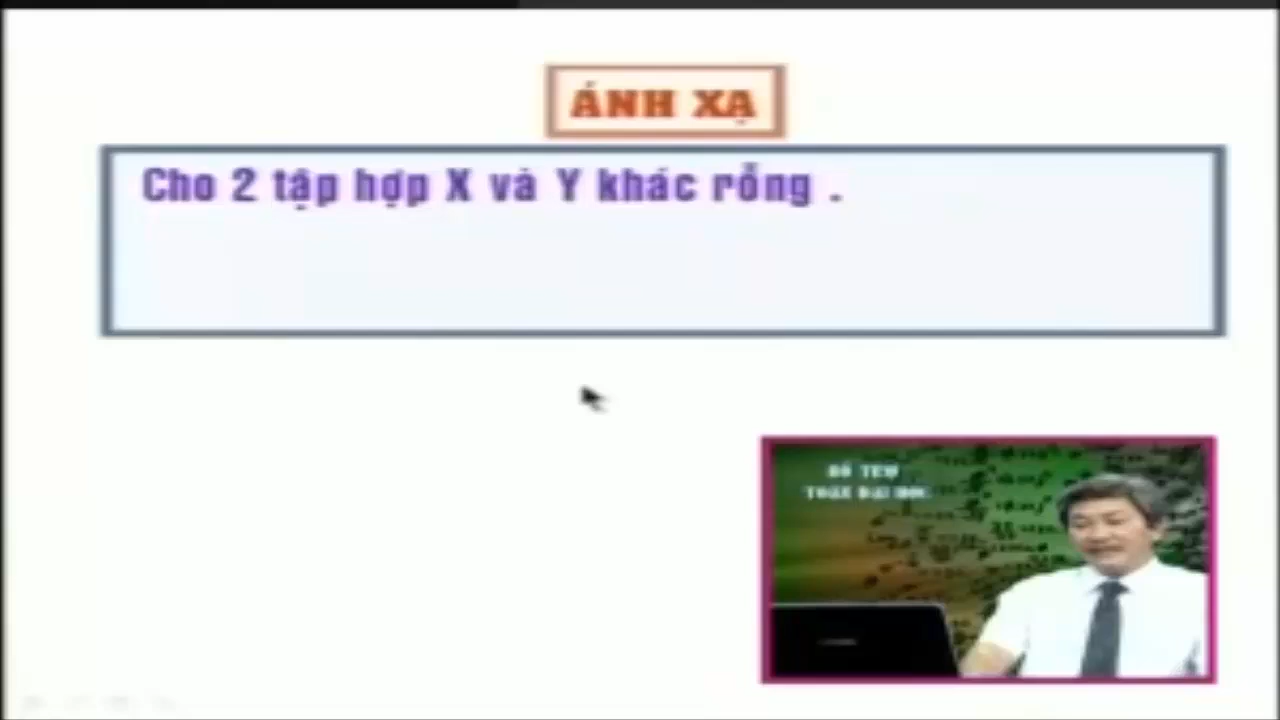 ÁNH XẠ
Cho 2 tập hợp X và Y khác rỗng .